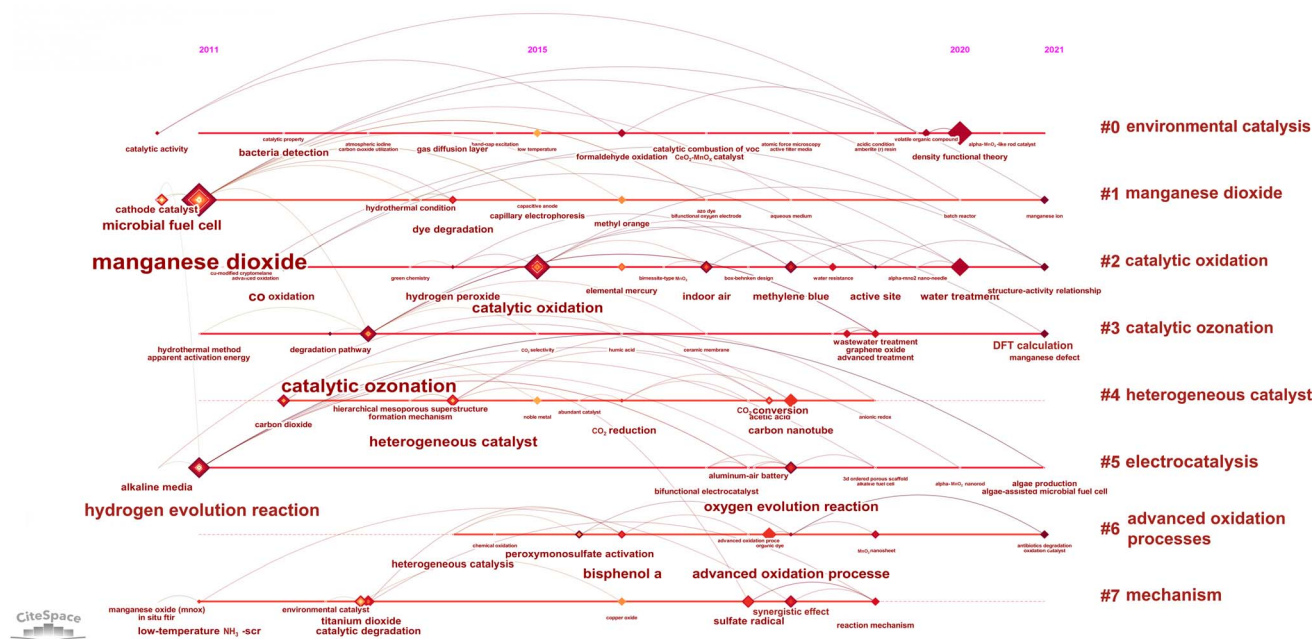 2011
2015
2020
2021
catalytic activity
catalytic property
bacteria detection
atmospheric iodine
carbon dioxide utilization
gas diffusion layer
band-gap excitation
low temperature
formaldehyde oxidation
catalytic combustion of voc
CeO₂-MnOₓ catalyst
atomic force microscopy
active filter media
acidic condition
amberlite (r) resin
volatile organic compound
density functional theory
alpha-MnO₂-like rod catalyst
#0 environmental catalysis
cathode catalyst
microbial fuel cell
hydrothermal condition
dye degradation
capacitive anode
capillary electrophoresis
methyl orange
azo dye
bifunctional oxygen electrode
aqueous medium
batch reactor
manganese ion
#1 manganese dioxide
manganese dioxide
cu-modified cryptomelane
advanced oxidation
CO oxidation
green chemistry
hydrogen peroxide
catalytic oxidation
elemental mercury
birnessite-type MnO₂
indoor air
box-behnken design
methylene blue
water resistance
active site
alpha-mno2 nano-needle
water treatment
structure-activity relationship
#2 catalytic oxidation
hydrothermal method
apparent activation energy
degradation pathway
CO₂ selectivity
humic acid
ceramic membrane
wastewater treatment
graphene oxide
advanced treatment
DFT calculation
manganese defect
#3 catalytic ozonation
catalytic ozonation
carbon dioxide
hierarchical mesoporous superstructure
formation mechanism
heterogeneous catalyst
noble metal
abundant catalyst
CO₂ reduction
CO₂ conversion
acetic acid
carbon nanotube
anionic redox
#4 heterogeneous catalyst
alkaline media
hydrogen evolution reaction
aluminum-air battery
bifunctional electrocatalyst
oxygen evolution reaction
3d ordered porous scaffold
alkaline fuel cell
alpha-MnO₂ nanorod
algae production
algae-assisted microbial fuel cell
#5 electrocatalysis
chemical oxidation
heterogeneous catalysis
peroxymonosulfate activation
bisphenol a
advanced oxidation proce
organic dye
advanced oxidation processe
MnO₂ nanosheet
antibiotics degradation
oxidation catalyst
#6 advanced oxidation
processes
manganese oxide (mnox)
in situ ftir
low-temperature NH₃ -scr
environmental catalyst
titanium dioxide
catalytic degradation
copper oxide
sulfate radical
synergistic effect
reaction mechanism
#7 mechanism
CiteSpace